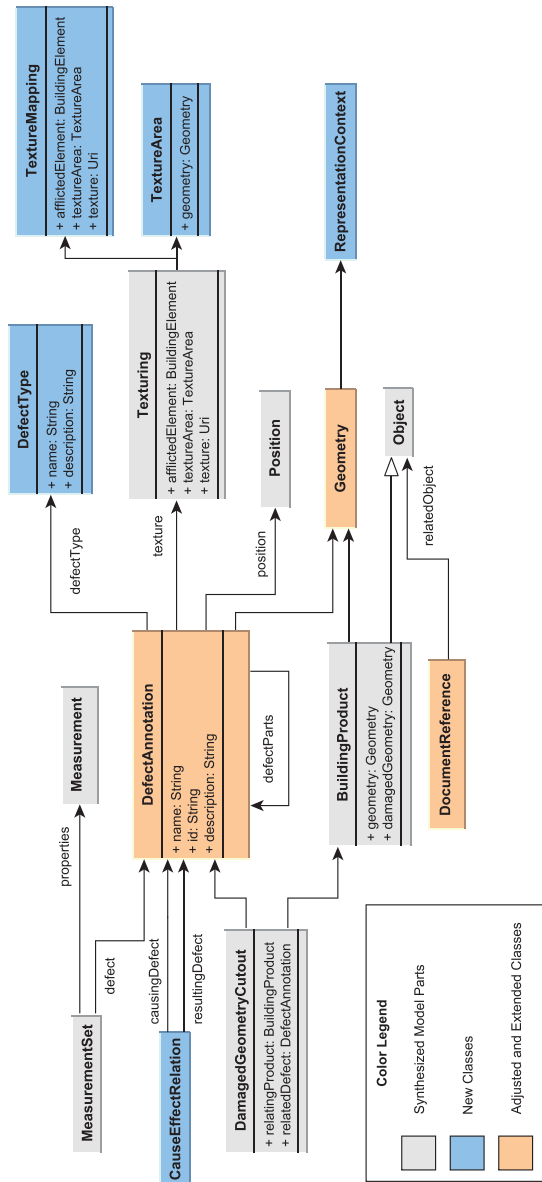 MeasurementSet
properties
Measurement
defect
CauseEffectRelation
causingDefect
resultingDefect
DefectAnnotation
+ name: String
+ id: String
+ description: String
defectParts
defectType
DefectType
+ name: String
+ description: String
texture
Texturing
+ afflictedElement: BuildingElement
+ textureArea: TextureArea
+ texture: Uri
TextureMapping
+ afflictedElement: BuildingElement
+ textureArea: TextureArea
+ texture: Uri
TextureArea
+ geometry: Geometry
position
Position
DamagedGeometryCutout
+ relatingProduct: BuildingProduct
+ relatedDefect: DefectAnnotation
BuildingProduct
+ geometry: Geometry
+ damagedGeometry: Geometry
Geometry
RepresentationContext
Object
relatedObject
DocumentReference
Color Legend
Synthesized Model Parts
New Classes
Adjusted and Extended Classes